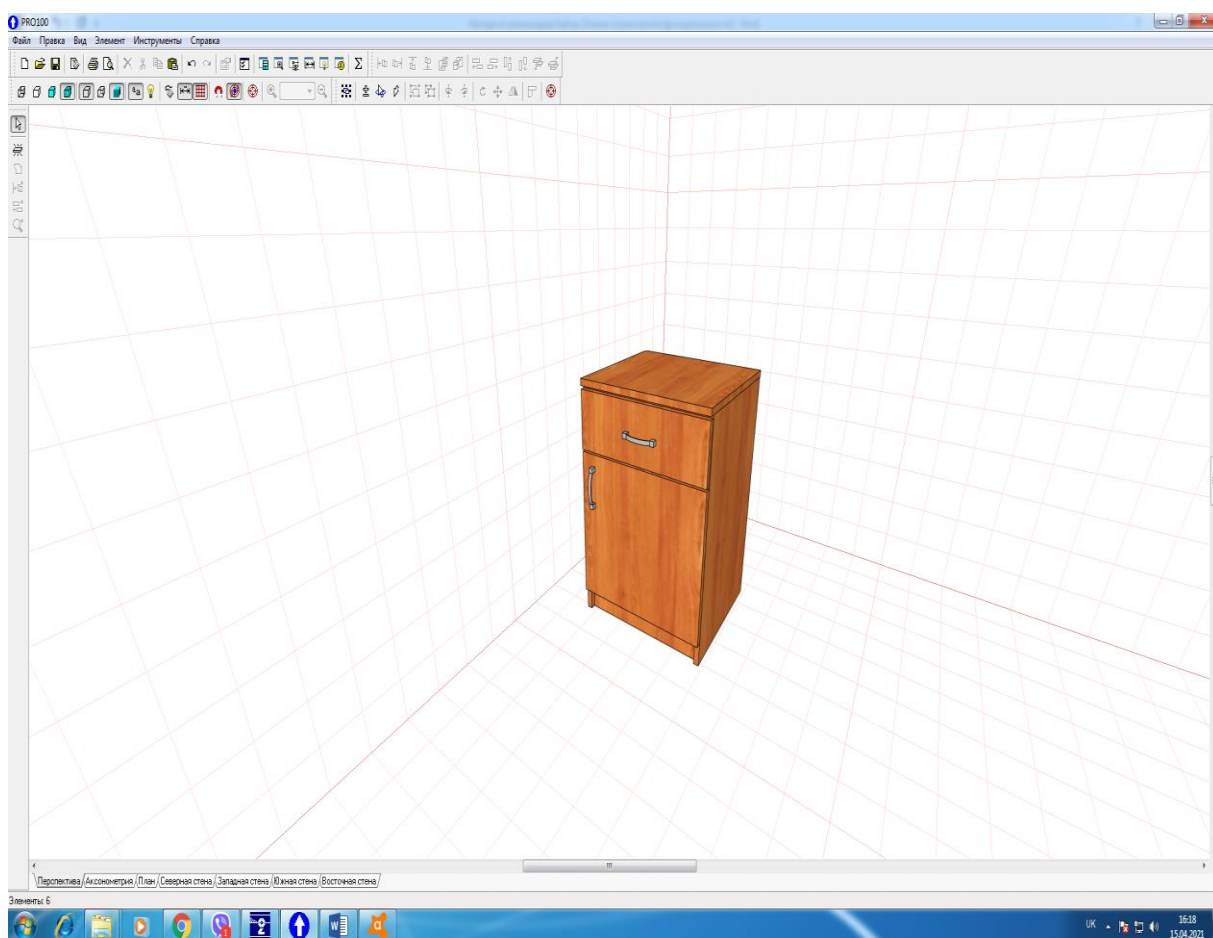 PRO100
Файл Правка Вид Элемент Инструменты Справка
Перспектива Аксонометрия План Северная стена Западная стена Южная стена Восточная стена
Элементы: 6
UK
16:18
15.04.2021